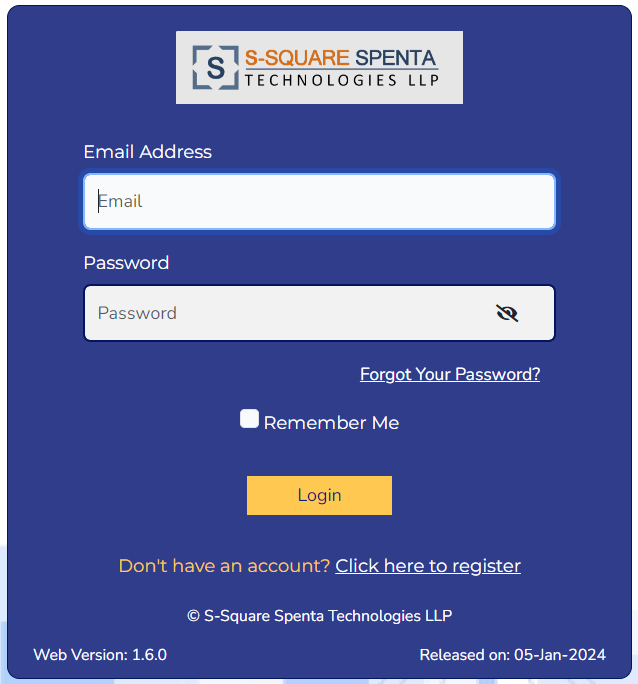 S
S-SQUARE SPENTA
TECHNOLOGIES LLP
Email Address
Email
Password
Password
Forgot Your Password?
Remember Me
Login
Don't have an account? Click here to register
© S-Square Spenta Technologies LLP
Web Version: 1.6.0 Released on: 05-Jan-2024